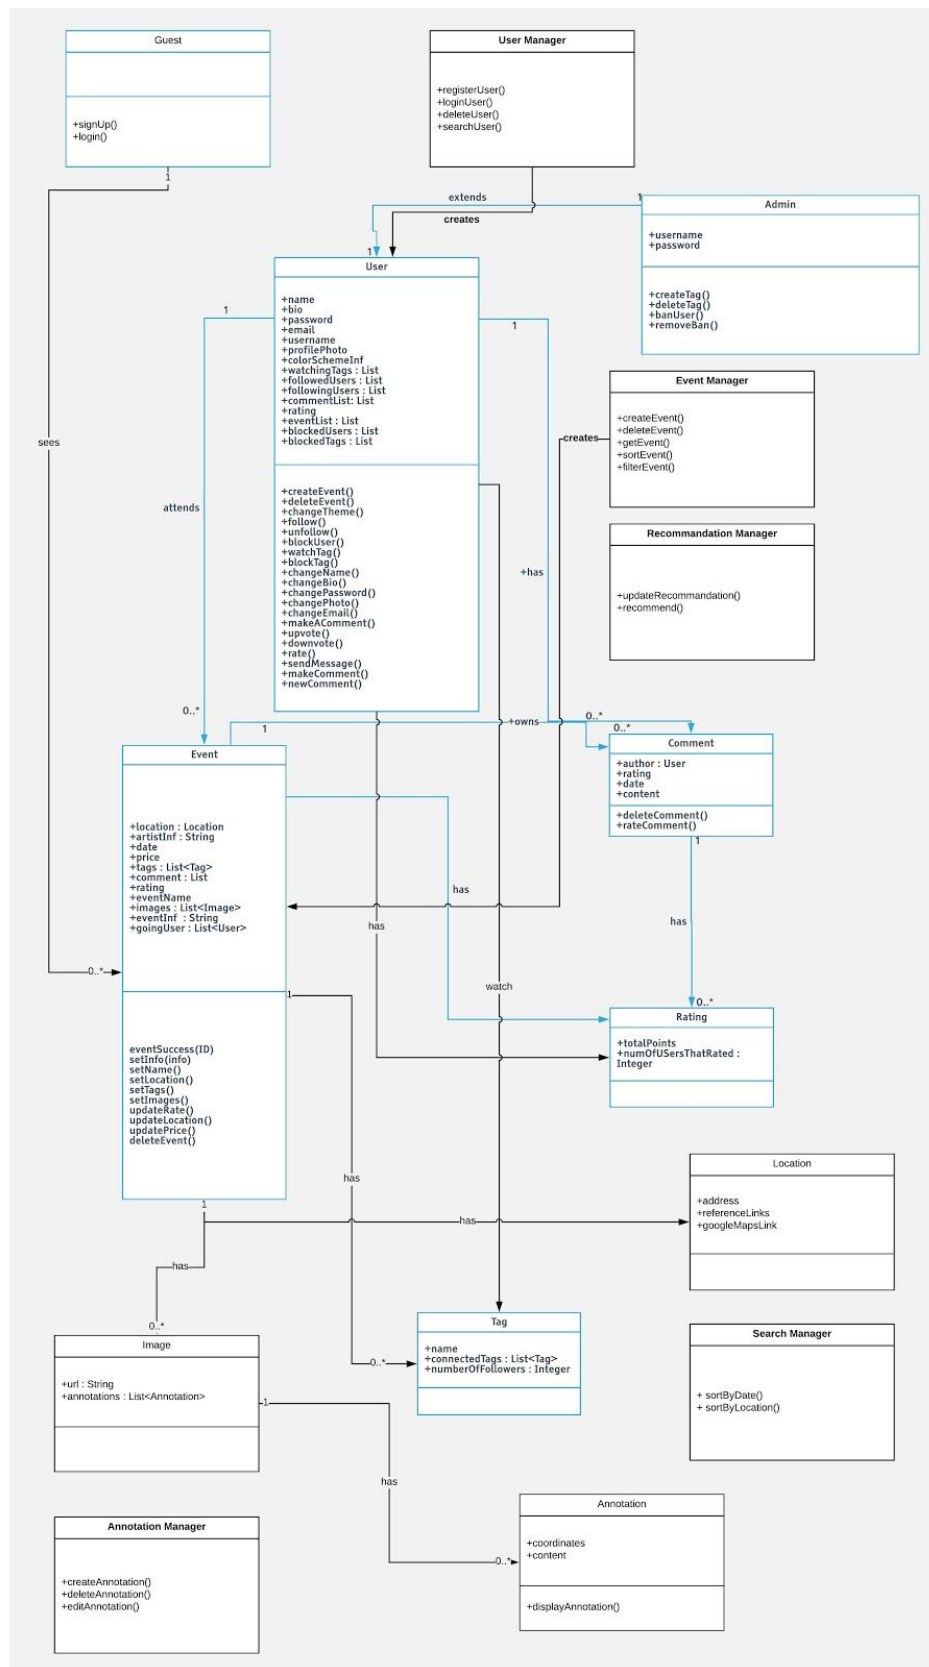 Guest
+signUp()
+login()
1
User Manager
+registerUser()
+loginUser()
+deleteUser()
+searchUser()
extends
creates
1
1
Admin
+username
+password
+createTag()
+deleteTag()
+banUser()
+removeBan()
User
+name
+bio
+password
+email
+username
+profilePhoto
+colorSchemeInf
+watchingTags : List
+followedUsers : List
+followingUsers : List
+commentList: List
+rating
+eventList : List
+blockedUsers : List
+blockedTags : List
+createEvent()
+deleteEvent()
+changeTheme()
+follow()
+unfollow()
+blockUser()
+watchTag()
+blockTag()
+changeName()
+changeBio()
+changePassword()
+changePhoto()
+changeEmail()
+makeAComment()
+upvote()
+downvote()
+rate()
+sendMessage()
+makeComment()
+newComment()
1
1
Event Manager
+createEvent()
+deleteEvent()
+getEvent()
+sortEvent()
+filterEvent()
creates
sees
attends
Recommandation Manager
+updateRecommandation()
+recommend()
+has
0..*
1
+owns
0..*
0..*
Comment
+author : User
+rating
+date
+content
+deleteComment()
+rateComment()
1
Event
+location : Location
+artistInf : String
+date
+price
+tags : List<Tag>
+comment : List
+rating
+eventName
+images : List<Image>
+eventInf : String
+goingUser : List<User>
eventSuccess(ID)
setInfo(info)
setName()
setLocation()
setTags()
setImages()
updateRate()
updateLocation()
updatePrice()
deleteEvent()
has
has
has
0..*
watch
1
0..*
Rating
+totalPoints
+numOfUSersThatRated :
Integer
has
1
has
Location
+address
+referenceLinks
+googleMapsLink
has
0..*
Image
+url : String
+annotations : List<Annotation>
0..*
Tag
+name
+connectedTags : List<Tag>
+numberOfFollowers : Integer
Search Manager
+ sortByDate()
+ sortByLocation()
1
has
0..*
Annotation Manager
+createAnnotation()
+deleteAnnotation()
+editAnnotation()
Annotation
+coordinates
+content
+displayAnnotation()